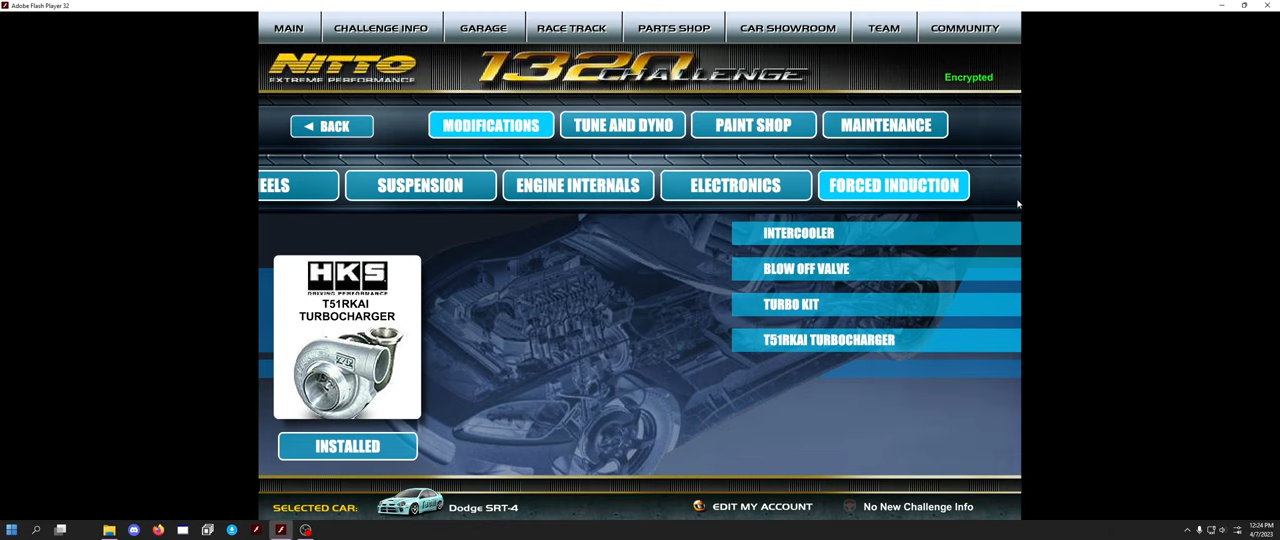 Adobe Flash Player 32
MAIN CHALLENGE INFO GARAGE RACE TRACK PARTS SHOP CAR SHOWROOM TEAM COMMUNITY
NITTO
EXTREME PERFORMANCE
1320 CHALLENGE
Encrypted
BACK MODIFICATIONS TUNE AND DYNO PAINT SHOP MAINTENANCE
EELS SUSPENSION ENGINE INTERNALS ELECTRONICS FORCED INDUCTION
INTERCOOLER
BLOW OFF VALVE
TURBO KIT
T51RKAI TURBOCHARGER
HKS
DRIVING PERFORMANCE
T51RKAI
TURBOCHARGER
INSTALLED
SELECTED CAR: Dodge SRT-4 EDIT MY ACCOUNT No New Challenge Info
12:24 PM
4/7/2023